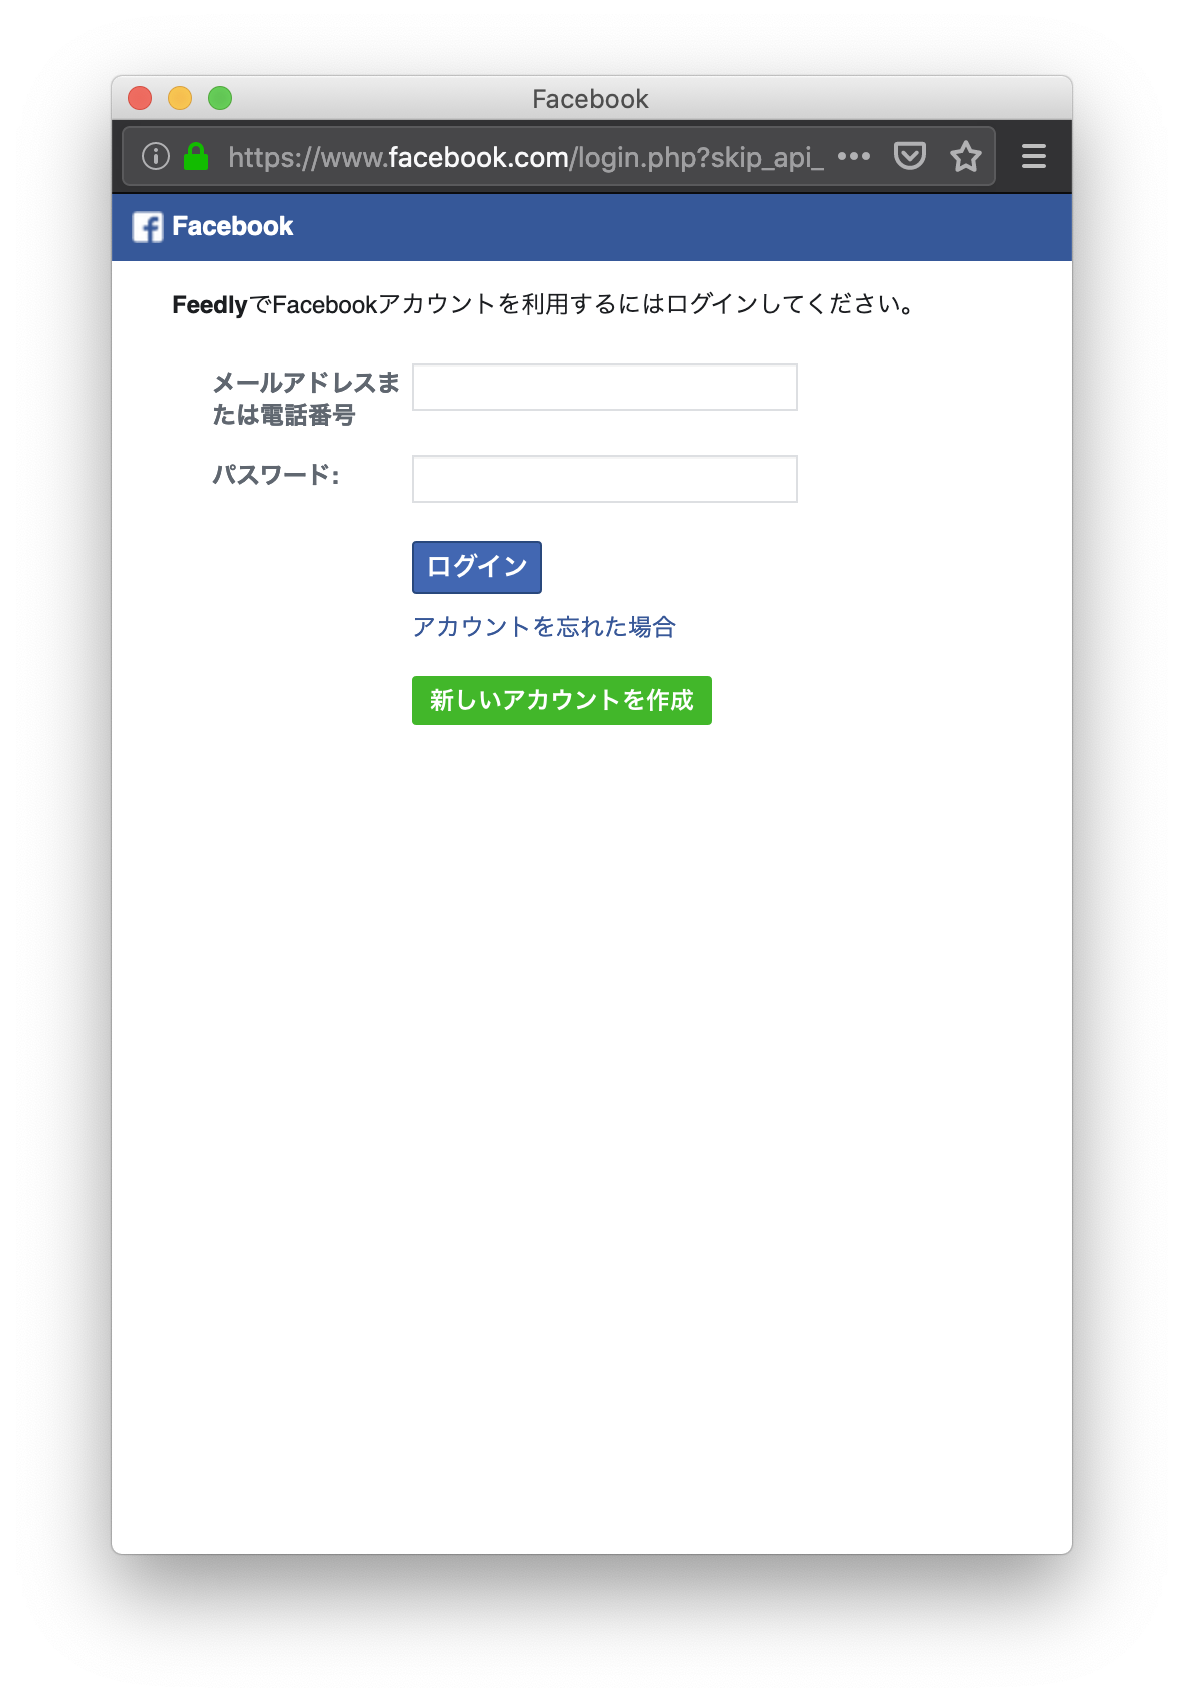 Facebook
https://www.facebook.com/login.php?skip_api_
Facebook
FeedlyでFacebookアカウントを利用するにはログインしてください。
メールアドレスま
たは電話番号
パスワード:
ログイン
アカウントを忘れた場合
新しいアカウントを作成